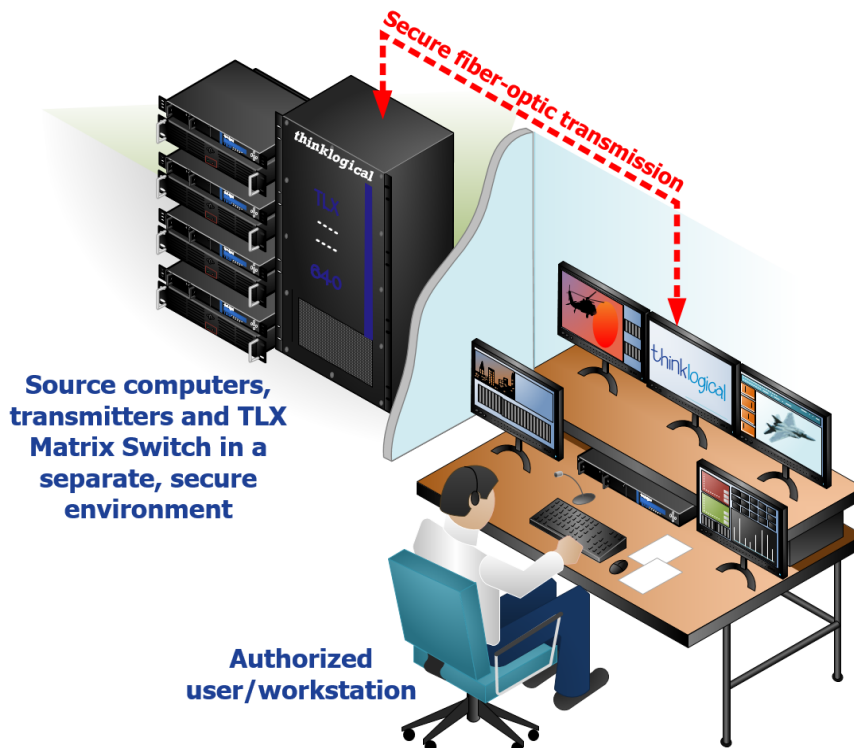 Secure fiber-optic transmission
thinklogical
TLX
640
thinklogical
Source computers,
transmitters and TLX
Matrix Switch in a
separate, secure
environment
Authorized
user/workstation